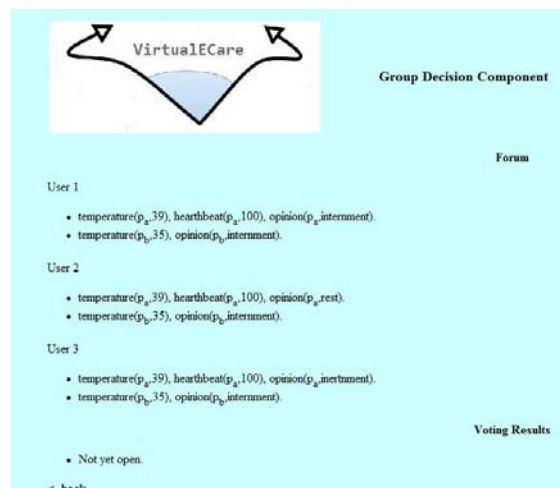 VirtualECare
Group Decision Component
Forum
User 1
temperature(pa,39), hearthbeat(pa,100), opinion(pa,internment).
temperature(pb,35), opinion(pb,internment).
User 2
temperature(pa,39), hearthbeat(pa,100), opinion(pa,rest).
temperature(pb,35), opinion(pb,internment).
User 3
temperature(pa,39), hearthbeat(pa,100), opinion(pa,inertnment).
temperature(pb,35), opinion(pb,internment).
Voting Results
Not yet open.
< back